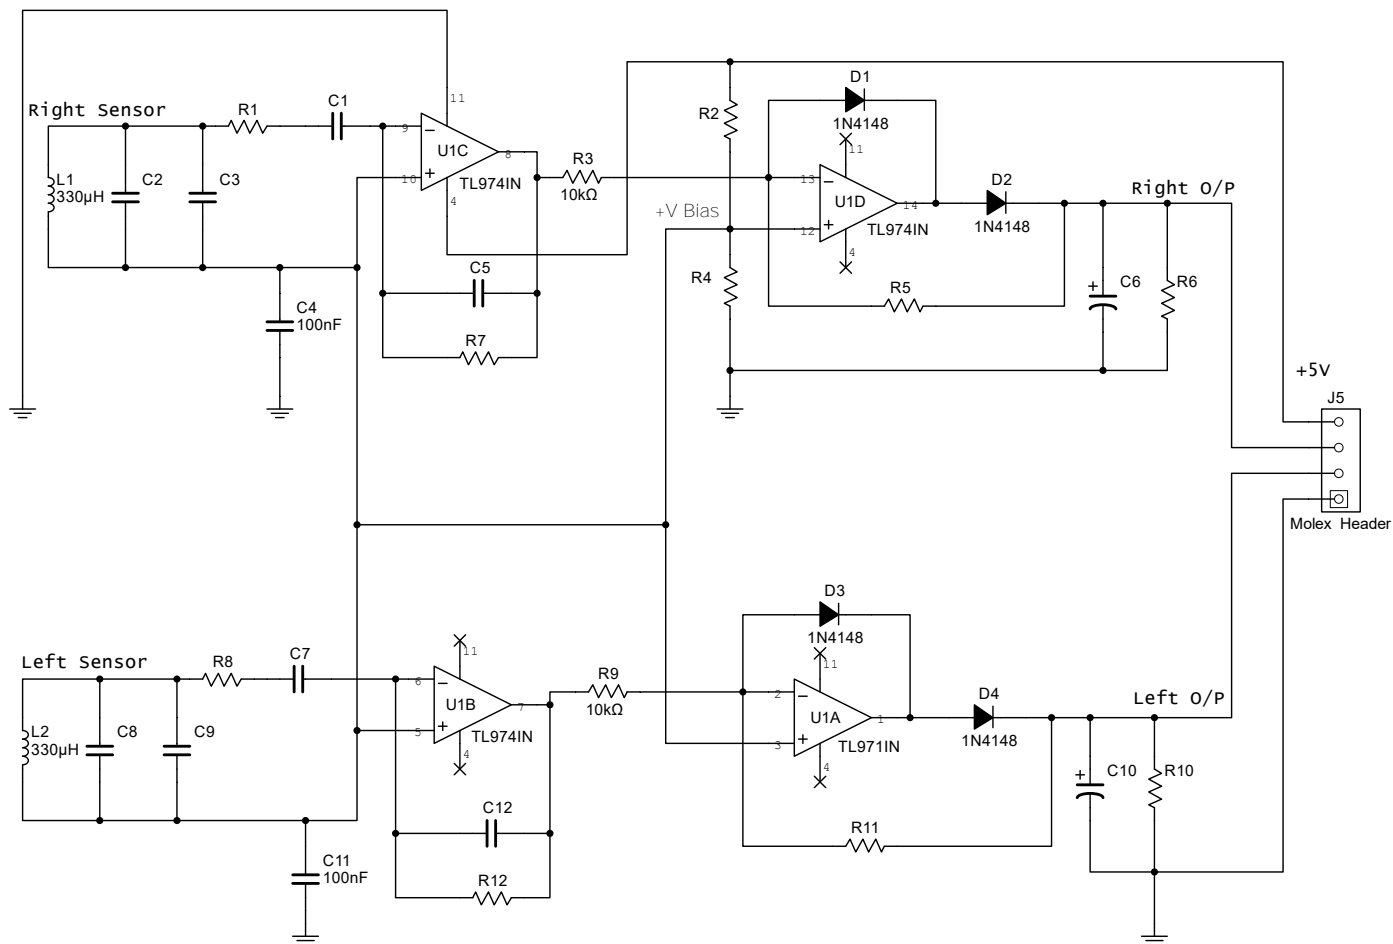 11
D1
Right Sensor
R1
C1
R2
1N4148
9
U1C
8
R3
11
L1
330µH
C2
C3
10
TL974IN
10kΩ
13
U1D
D2
Right O/P
4
+V Bias
14
12
TL974IN
1N4148
4
C5
R4
R5
+
C6
R6
C4
100nF
R7
+5V
J5
Molex Header
D3
1N4148
Left Sensor
R8
C7
11
R9
11
6
U1B
7
10kΩ
2
U1A
1
D4
Left O/P
L2
330µH
C8
C9
5
TL974IN
3
TL971IN
1N4148
4
4
+
C10
R10
C12
R11
C11
100nF
R12